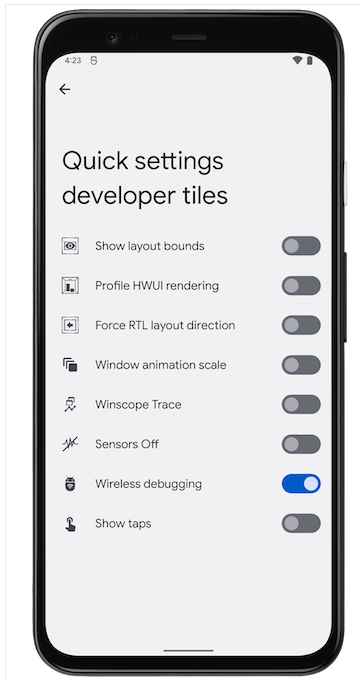 4:23
Quick settings
developer tiles
Show layout bounds
Profile HWUI rendering
Force RTL layout direction
Window animation scale
Winscope Trace
Sensors Off
Wireless debugging
Show taps